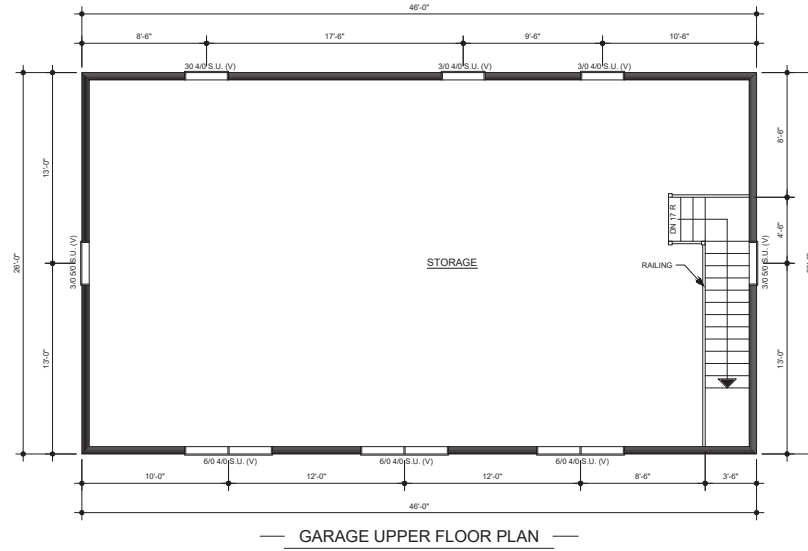 46'-0"
8'-6"
17'-6"
9'-6"
10'-6"
30 4/0 S.U. (V)
3/0 4/0 S.U. (V)
3/0 4/0 S.U. (V)
13'-0"
8'-6"
26'-0"
3/0 5/0 S.U. (V)
STORAGE
DN 17 R
RAILING
4'-6"
3/0 5/0 S.U. (V)
13'-0"
13'-0"
6/0 4/0 S.U. (V)
6/0 4/0 S.U. (V)
6/0 4/0 S.U. (V)
10'-0"
12'-0"
12'-0"
8'-6"
3'-6"
46'-0"
GARAGE UPPER FLOOR PLAN